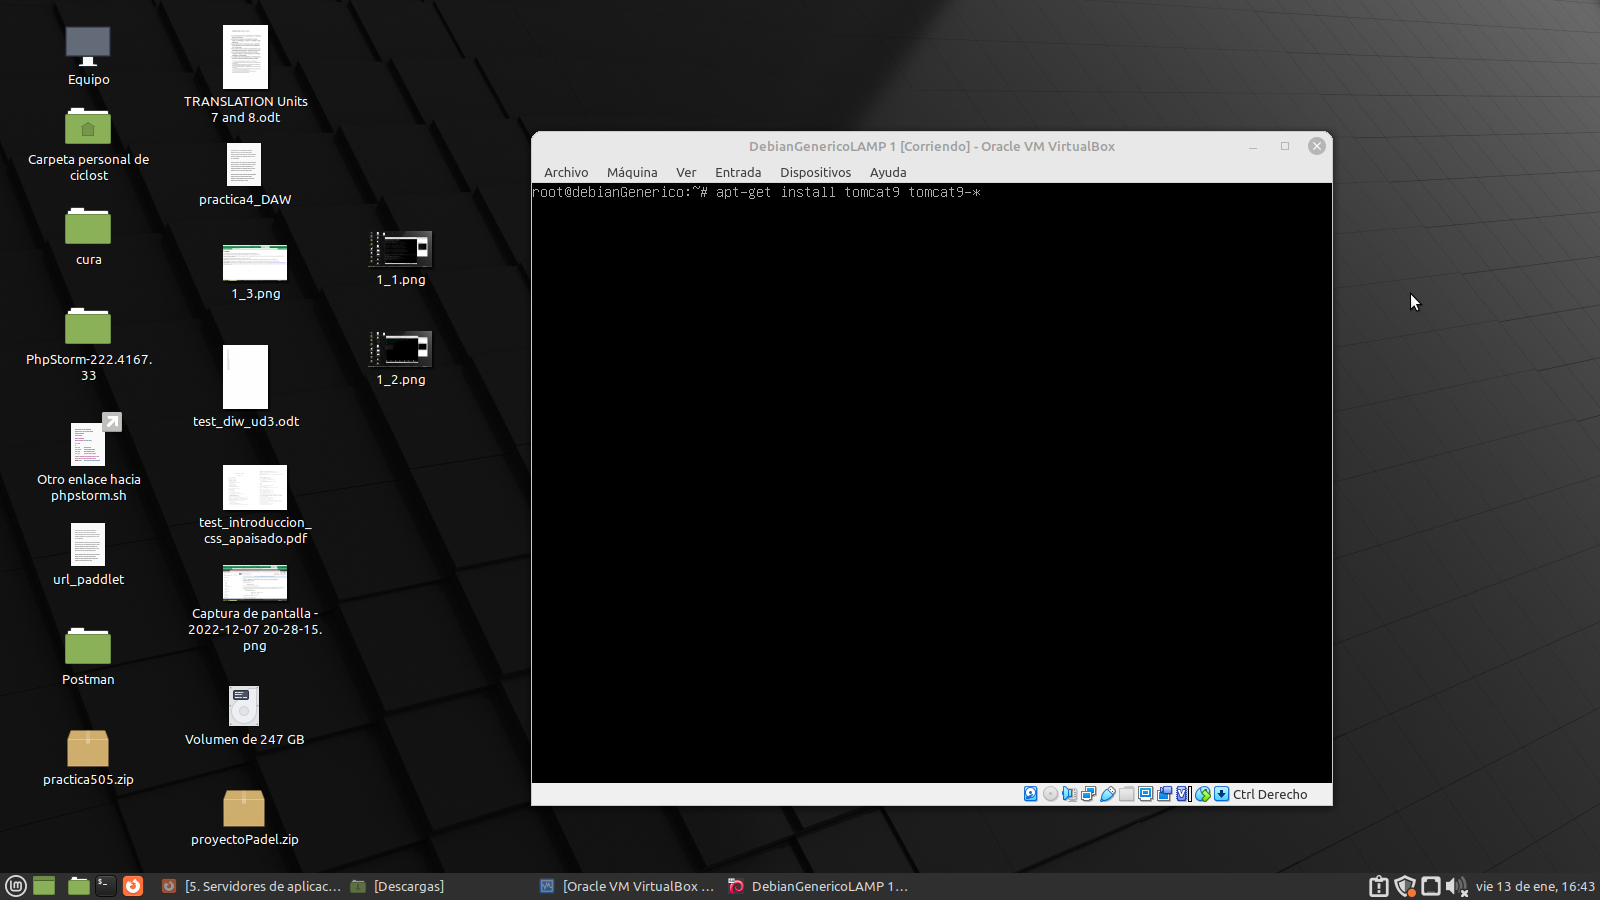 Equipo
Carpeta personal de
ciclost
cura
PhpStorm-222.4167.
33
Otro enlace hacia
phpstorm.sh
url_paddlet
Postman
practica505.zip
TRANSLATION Units
7 and 8.odt
practica4_DAW
1_3.png
test_diw_ud3.odt
test_introduccion_
css_apaisado.pdf
Captura de pantalla -
2022-12-07 20-28-15.
png
Volumen de 247 GB
proyectoPadel.zip
1_1.png
1_2.png
DebianGenericoLAMP 1 [Corriendo] - Oracle VM VirtualBox
Archivo Máquina Ver Entrada Dispositivos Ayuda
root@debianGenerico:~# apt-get install tomcat9 tomcat9-*
Ctrl Derecho
[5. Servidores de aplicac... [Descargas] [Oracle VM VirtualBox ... DebianGenericoLAMP 1... vie 13 de ene, 16:43